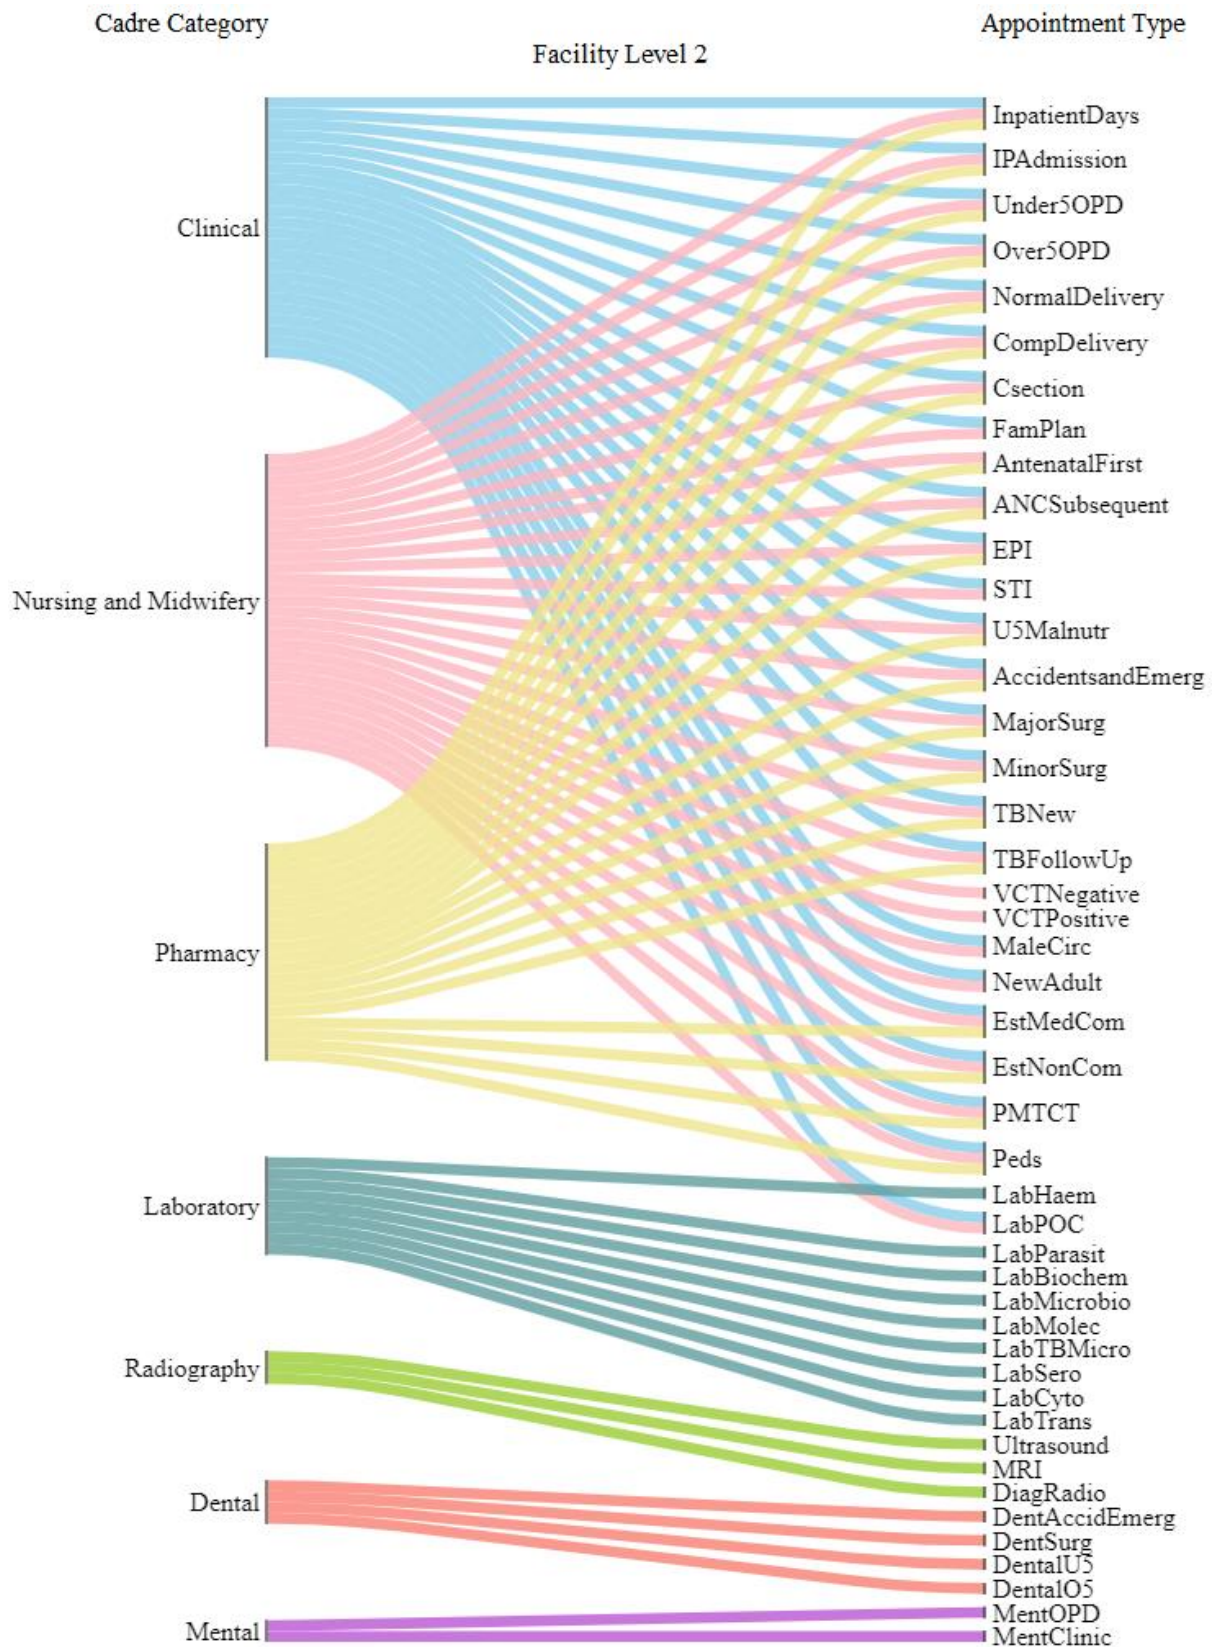 Cadre Category
Appointment Type
Facility Level 2
Clinical
Nursing and Midwifery
Pharmacy
Laboratory
Radiography
Dental
Mental
InpatientDays
IPAdmission
Under5OPD
Over5OPD
NormalDelivery
CompDelivery
Csection
FamPlan
AntenatalFirst
ANCSubsequent
EPI
STI
U5Malnutr
AccidentsandEmerg
MajorSurg
MinorSurg
TBNew
TBFollowUp
VCTNegative
VCTPositive
MaleCirc
NewAdult
EstMedCom
EstNonCom
PMTCT
Peds
LabHaem
LabPOC
LabParasit
LabBiochem
LabMicrobio
LabMolec
LabTBMicro
LabSero
LabCyto
LabTrans
Ultrasound
MRI
DiagRadio
DentAccidEmerg
DentSurg
DentalU5
DentalO5
MentOPD
MentClinic